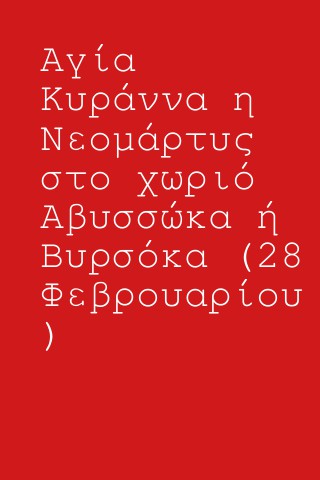 Αγία
Κυράννα η
Νεομάρτυς
στο χωριό
Αβυσσώκα ή
Βυρσόκα (28
Φεβρουαρίου
)